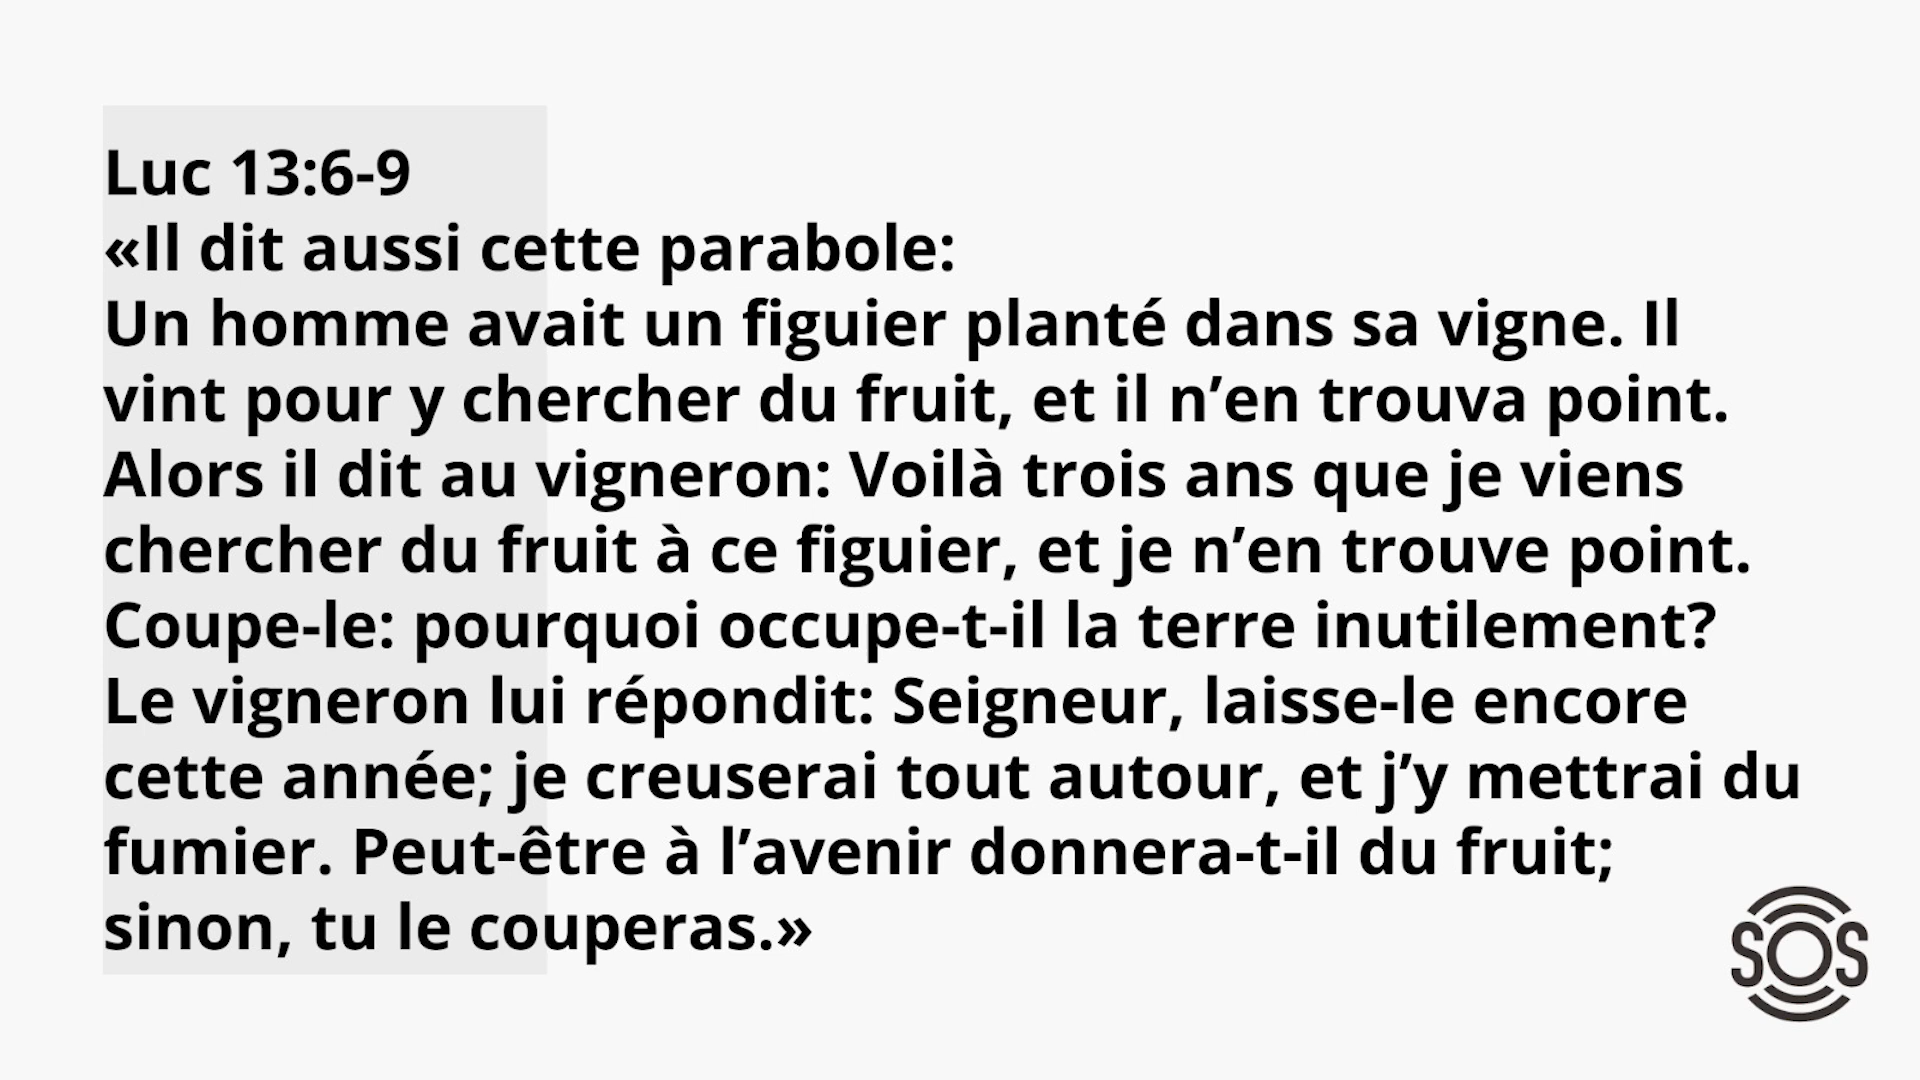 Luc 13:6-9
«Il dit aussi cette parabole:
Un homme avait un figuier planté dans sa vigne. Il
vint pour y chercher du fruit, et il n’en trouva point.
Alors il dit au vigneron: Voilà trois ans que je viens
chercher du fruit à ce figuier, et je n’en trouve point.
Coupe-le: pourquoi occupe-t-il la terre inutilement?
Le vigneron lui répondit: Seigneur, laisse-le encore
cette année; je creuserai tout autour, et j’y mettrai du
fumier. Peut-être à l’avenir donnera-t-il du fruit;
sinon, tu le couperas.»
SOS